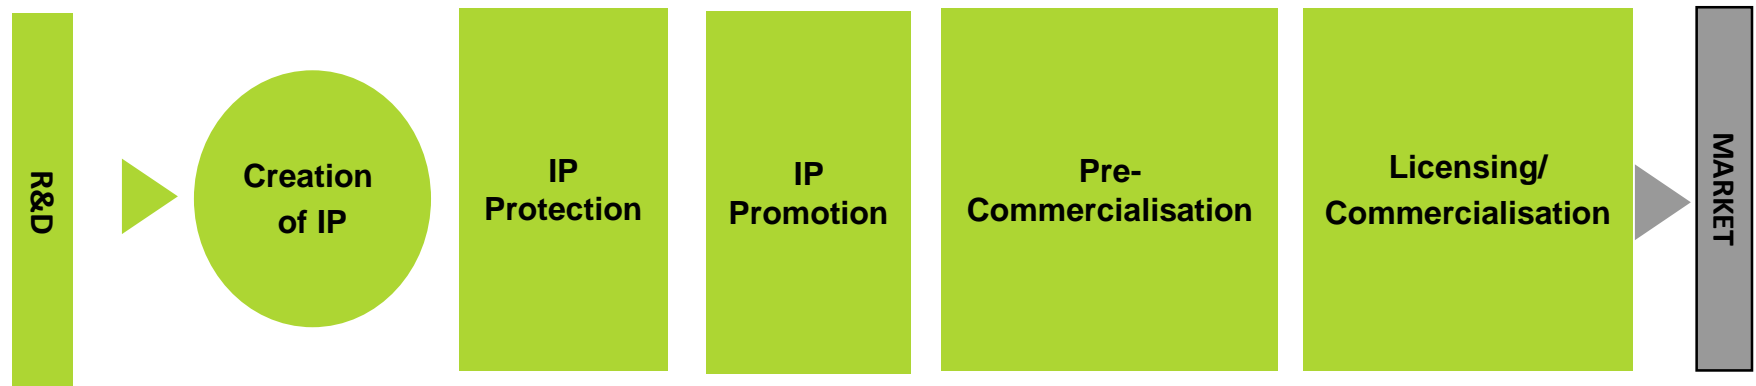 R&D
Creation
of IP
IP
Protection
IP
Promotion
Pre-
Commercialisation
Licensing/
Commercialisation
MARKET